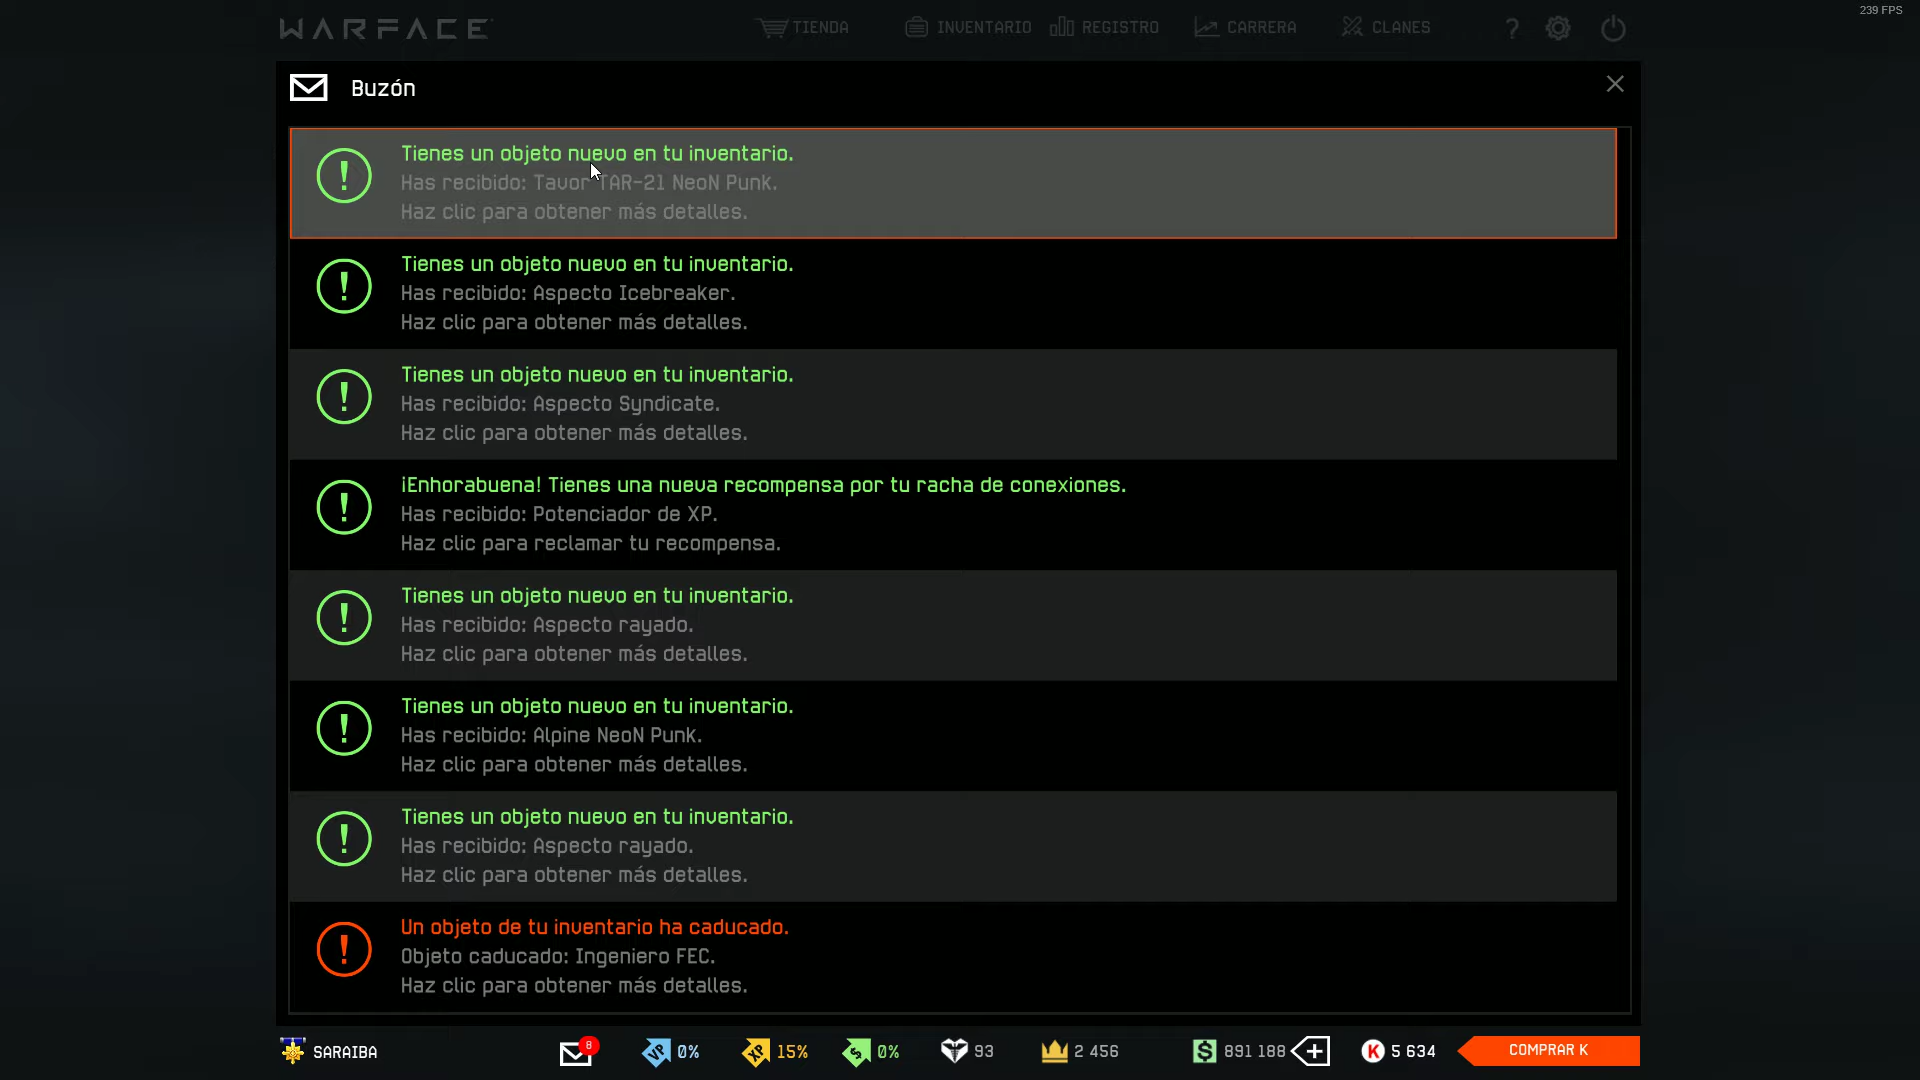 239 FPS
WARFACE
TIENDA
INVENTARIO
REGISTRO
CARRERA
CLANES
?
Buzón
Tienes un objeto nuevo en tu inventario.
Has recibido: Tavor TAR-21 NeoN Punk.
Haz clic para obtener más detalles.
Tienes un objeto nuevo en tu inventario.
Has recibido: Aspecto Icebreaker.
Haz clic para obtener más detalles.
Tienes un objeto nuevo en tu inventario.
Has recibido: Aspecto Syndicate.
Haz clic para obtener más detalles.
¡Enhorabuena! Tienes una nueva recompensa por tu racha de conexiones.
Has recibido: Potenciador de XP.
Haz clic para reclamar tu recompensa.
Tienes un objeto nuevo en tu inventario.
Has recibido: Aspecto rayado.
Haz clic para obtener más detalles.
Tienes un objeto nuevo en tu inventario.
Has recibido: Alpine NeoN Punk.
Haz clic para obtener más detalles.
Tienes un objeto nuevo en tu inventario.
Has recibido: Aspecto rayado.
Haz clic para obtener más detalles.
Un objeto de tu inventario ha caducado.
Objeto caducado: Ingeniero FEC.
Haz clic para obtener más detalles.
SARAIBA
8
VP 0%
XP 15%
$ 0%
93
2 456
$ 891 188
K 5 634
COMPRAR K